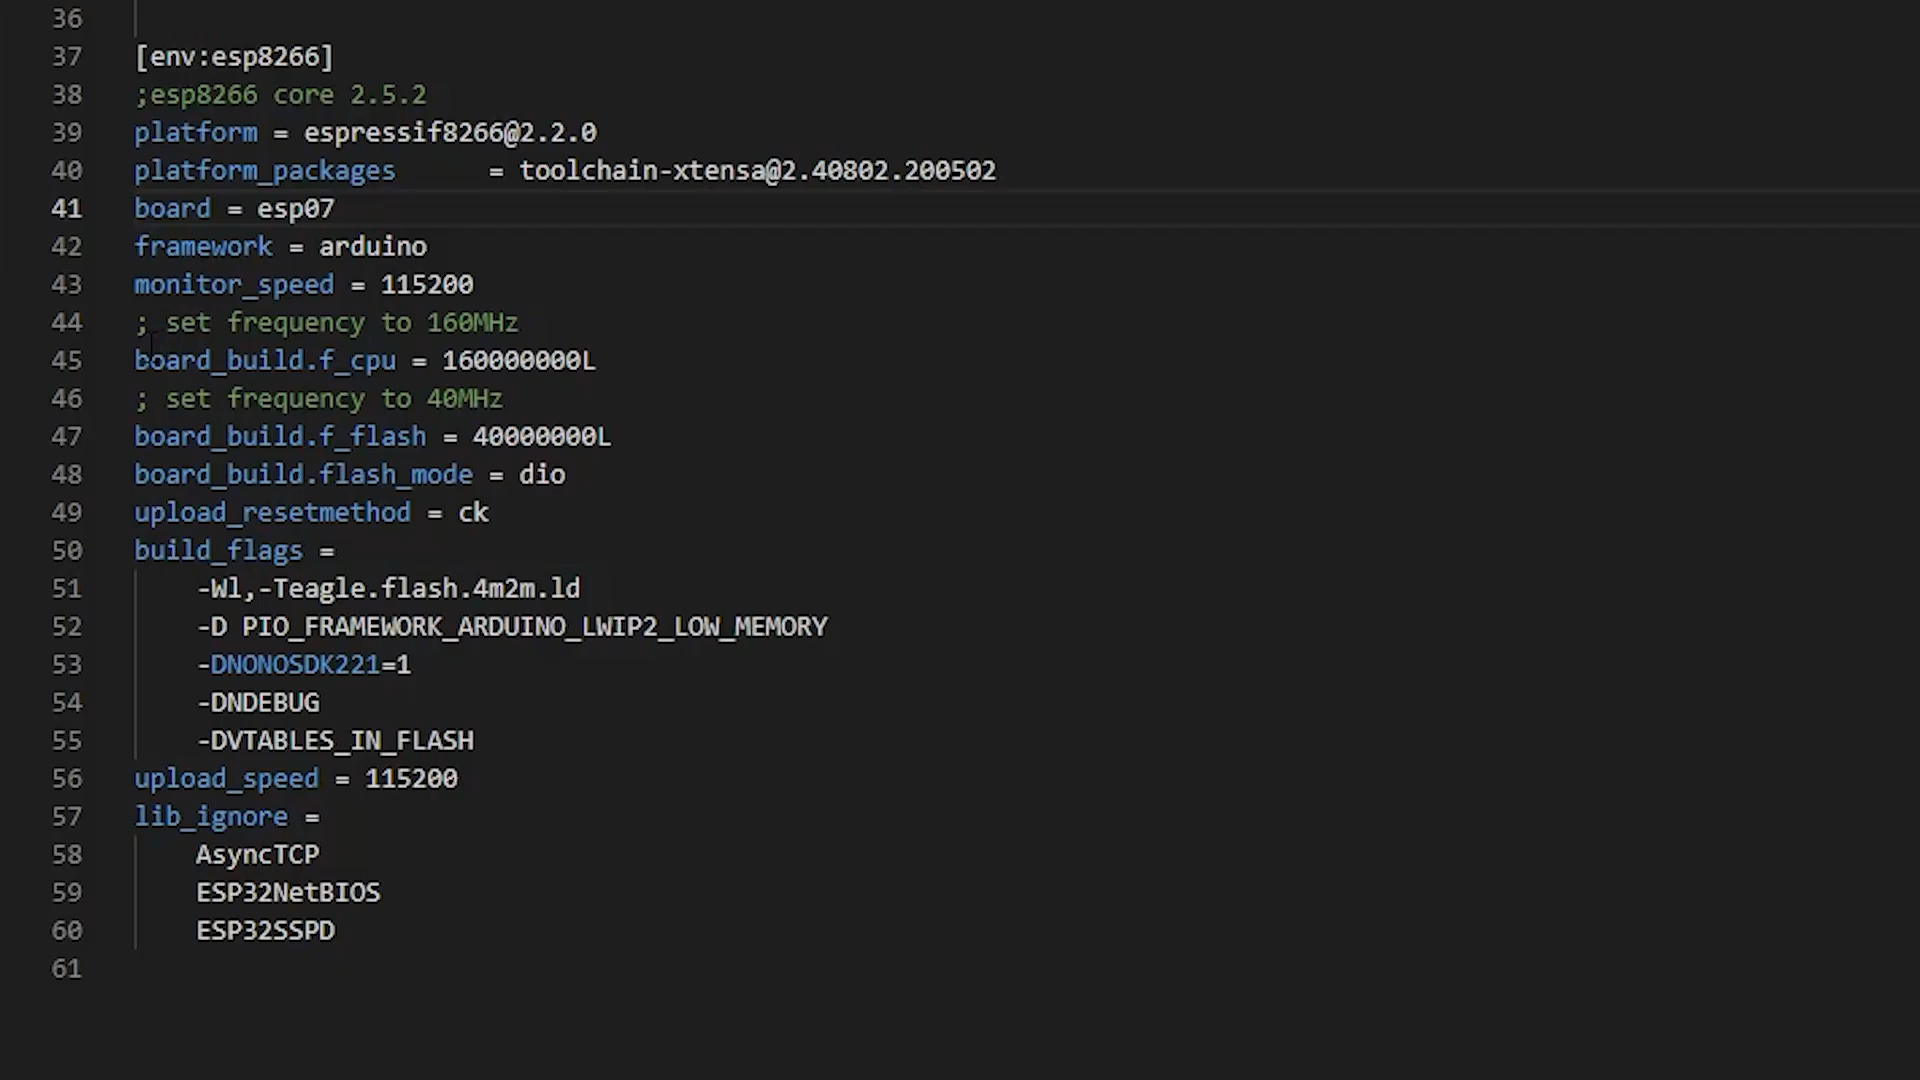 36
37 [env:esp8266]
38 ;esp8266 core 2.5.2
39 platform = espressif8266@2.2.0
40 platform_packages      = toolchain-xtensa@2.40802.200502
41 board = esp07
42 framework = arduino
43 monitor_speed = 115200
44 ; set frequency to 160MHz
45 board_build.f_cpu = 160000000L
46 ; set frequency to 40MHz
47 board_build.f_flash = 40000000L
48 board_build.flash_mode = dio
49 upload_resetmethod = ck
50 build_flags =
51     -Wl,-Teagle.flash.4m2m.ld
52     -D PIO_FRAMEWORK_ARDUINO_LWIP2_LOW_MEMORY
53     -DNONOSDK221=1
54     -DNDEBUG
55     -DVTABLES_IN_FLASH
56 upload_speed = 115200
57 lib_ignore =
58     AsyncTCP
59     ESP32NetBIOS
60     ESP32SSPD
61